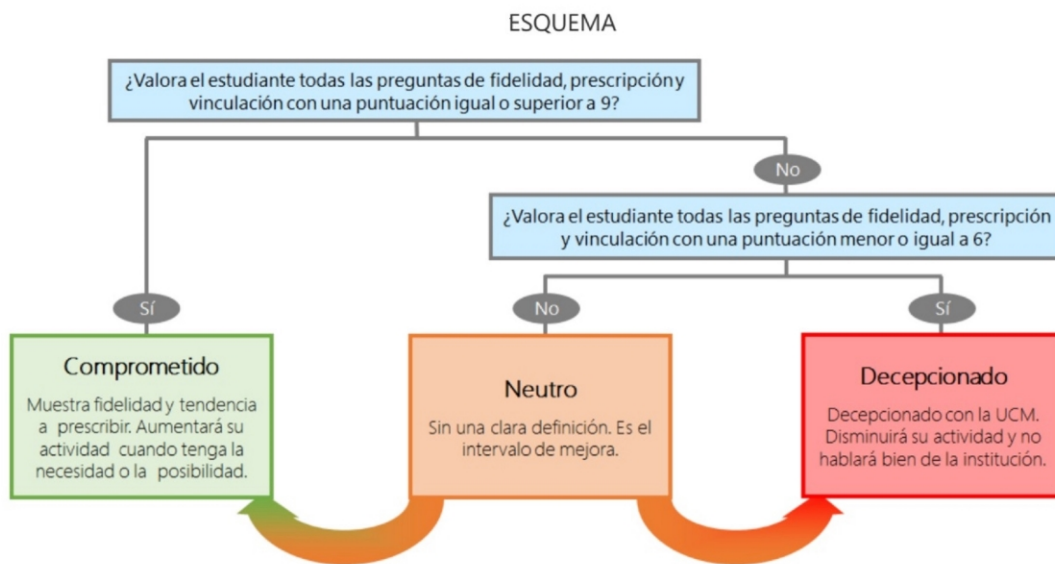 ESQUEMA
¿Valora el estudiante todas las preguntas de fidelidad, prescripción y
vinculación con una puntuación igual o superior a 9?
No
¿Valora el estudiante todas las preguntas de fidelidad, prescripción
y vinculación con una puntuación menor o igual a 6?
Sí
No
Sí
Comprometido
Muestra fidelidad y tendencia
a prescribir. Aumentará su
actividad cuando tenga la
necesidad o la posibilidad.
Neutro
Sin una clara definición. Es el
intervalo de mejora.
Decepcionado
Decepcionado con la UCM.
Disminuirá su actividad y no
hablará bien de la institución.